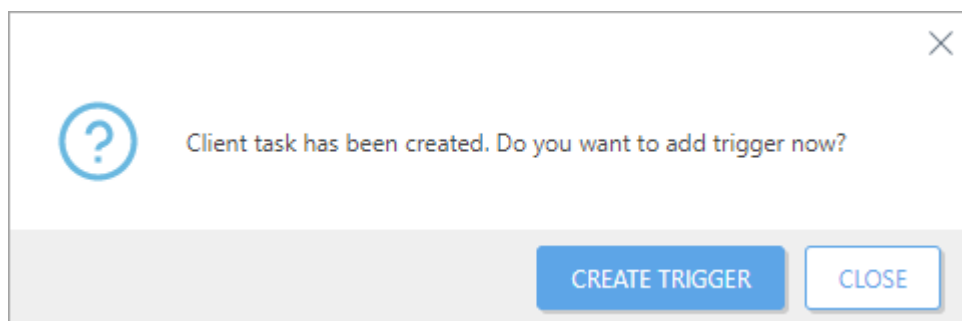 Client task has been created. Do you want to add trigger now?
CREATE TRIGGER
CLOSE